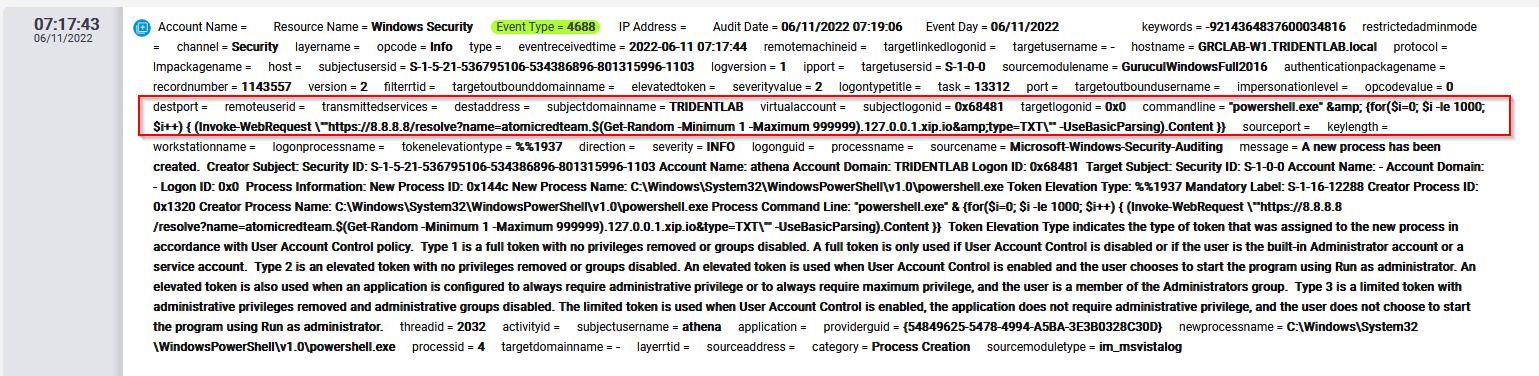 07:17:43
06/11/2022
Account Name = Resource Name = Windows Security Event Type = 4688 IP Address = Audit Date = 06/11/2022 07:19:06 Event Day = 06/11/2022 keywords = -9214364837600034816 restrictedadminmode
= channel = Security layername = opcode = Info type = eventreceivedtime = 2022-06-11 07:17:44 remotemachineid = targetlinkedlogonid = targetusername = - hostname = GRCLAB-W1.TRIDENTLAB.local protocol =
lmpackagename = host = subjectusersid = S-1-5-21-536795106-534386896-801315996-1103 logversion = 1 ipport = targetusersid = S-1-0-0 sourcemodulename = GuruculWindowsFull2016 authenticationpackagename =
recordnumber = 1143557 version = 2 filterrtid = targetoutbounddomainname = elevatedtoken = severityvalue = 2 logontypetitle = task = 13312 port = targetoutboundusername = impersonationlevel = opcodevalue = 0
destport = remoteuserid = transmittedservices = destaddress = subjectdomainname = TRIDENTLAB virtualaccount = subjectlogonid = 0x68481 targetlogonid = 0x0 commandline = "powershell.exe" &amp; {for($i=0; $i -le 1000;
$i++) { (Invoke-WebRequest \""https://8.8.8.8/resolve?name=atomicredteam.$(Get-Random -Minimum 1 -Maximum 999999).127.0.0.1.xip.io&amp;type=TXT\"" -UseBasicParsing).Content }} sourceport = keylength =
workstationname = logonprocessname = tokenelevationtype = %%1937 direction = severity = INFO logonguid = processname = sourcename = Microsoft-Windows-Security-Auditing message = A new process has been
created. Creator Subject: Security ID: S-1-5-21-536795106-534386896-801315996-1103 Account Name: athena Account Domain: TRIDENTLAB Logon ID: 0x68481 Target Subject: Security ID: S-1-0-0 Account Name: - Account Domain:
- Logon ID: 0x0 Process Information: New Process ID: 0x144c New Process Name: C:\Windows\System32\WindowsPowerShell\v1.0\powershell.exe Token Elevation Type: %%1937 Mandatory Label: S-1-16-12288 Creator Process ID:
0x1320 Creator Process Name: C:\Windows\System32\WindowsPowerShell\v1.0\powershell.exe Process Command Line: "powershell.exe" & {for($i=0; $i -le 1000; $i++) { (Invoke-WebRequest \""https://8.8.8.8
/resolve?name=atomicredteam.$(Get-Random -Minimum 1 -Maximum 999999).127.0.0.1.xip.io&type=TXT\"" -UseBasicParsing).Content }} Token Elevation Type indicates the type of token that was assigned to the new process in
accordance with User Account Control policy. Type 1 is a full token with no privileges removed or groups disabled. A full token is only used if User Account Control is disabled or if the user is the built-in Administrator account or a
service account. Type 2 is an elevated token with no privileges removed or groups disabled. An elevated token is used when User Account Control is enabled and the user chooses to start the program using Run as administrator. An
elevated token is also used when an application is configured to always require administrative privilege or to always require maximum privilege, and the user is a member of the Administrators group. Type 3 is a limited token with
administrative privileges removed and administrative groups disabled. The limited token is used when User Account Control is enabled, the application does not require administrative privilege, and the user does not choose to start
the program using Run as administrator. threadid = 2032 activityid = subjectusername = athena application = providerguid = {54849625-5478-4994-A5BA-3E3B0328C30D} newprocessname = C:\Windows\System32
\WindowsPowerShell\v1.0\powershell.exe processid = 4 targetdomainname = - layerrtid = sourceaddress = category = Process Creation sourcemoduletype = im_msvistalog